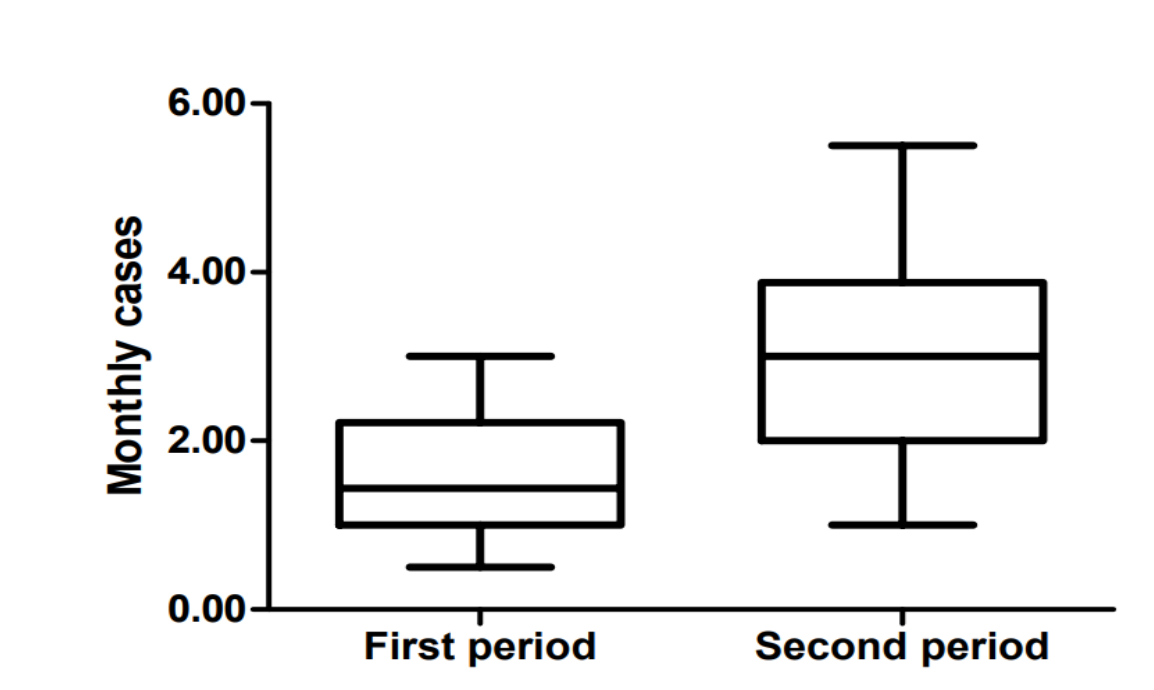 6.00
4.00
2.00
0.00
Monthly cases
First period
Second period